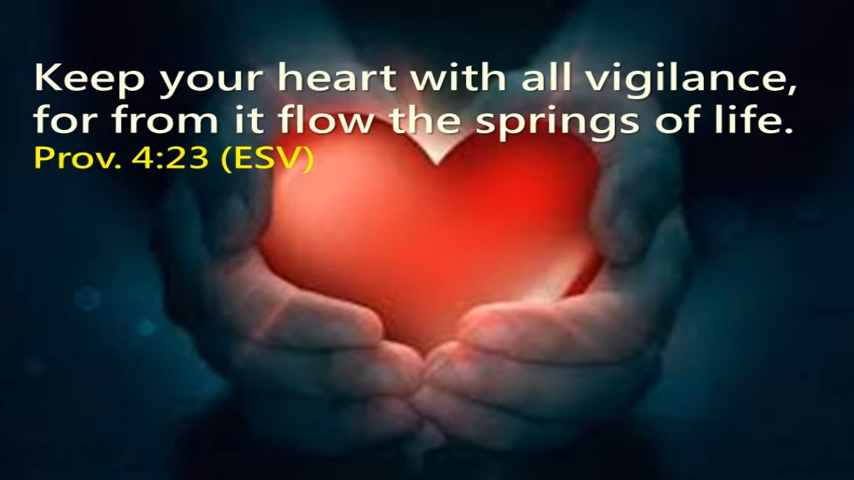 Keep your heart with all vigilance,
for from it flow the springs of life.
Prov. 4:23 (ESV)